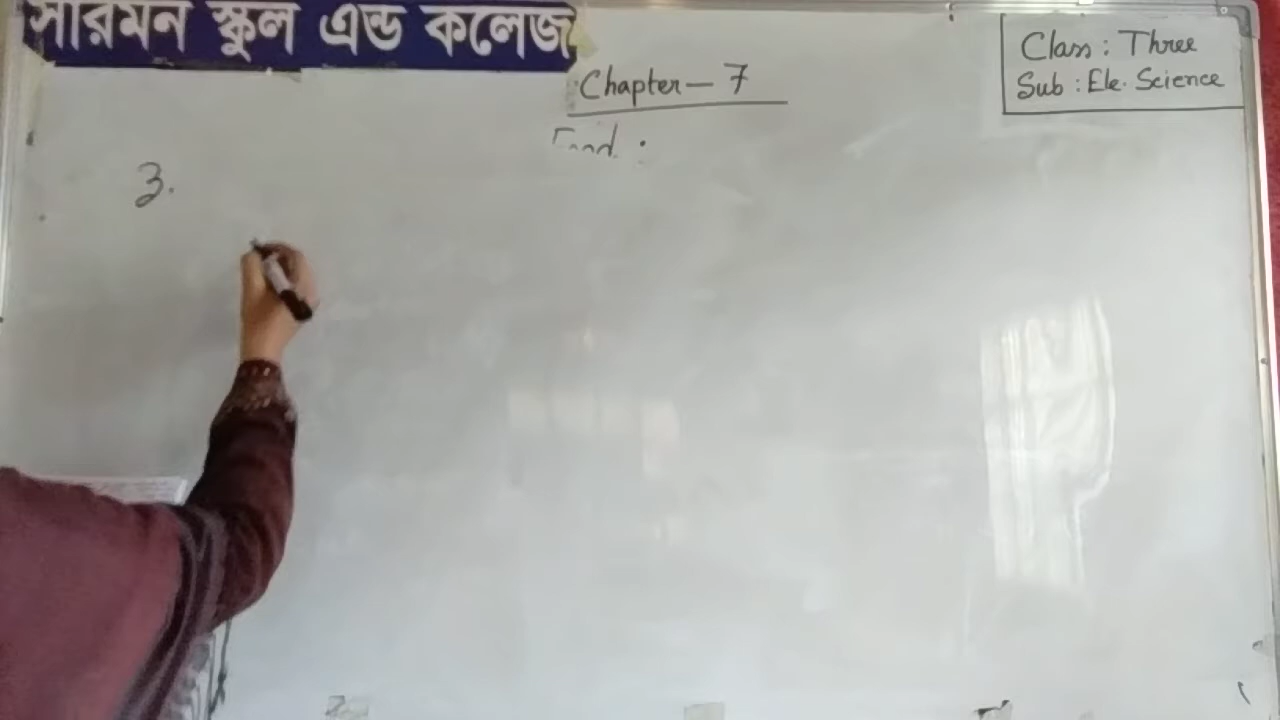 সারমন স্কুল এন্ড কলেজ
Class : Three
Sub : Ele. Science
Chapter – 7
Food :
3.